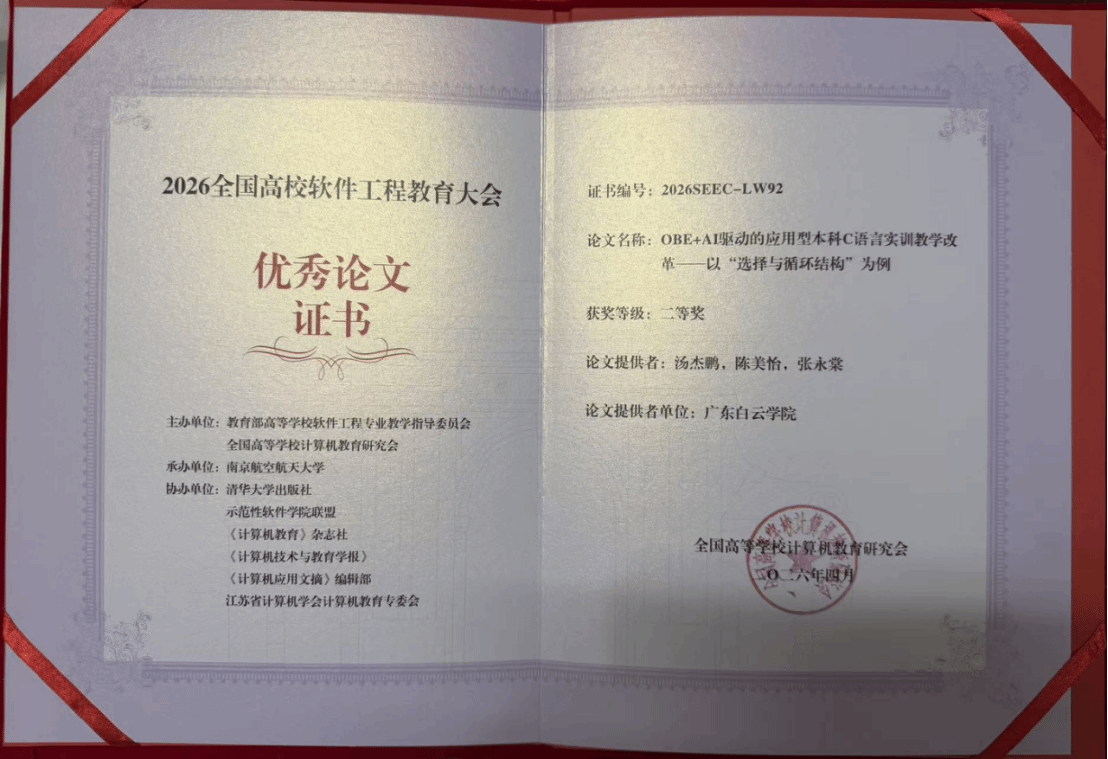 2026全国高校软件工程教育大会
优秀论文
证书
主办单位：教育部高等学校软件工程专业教学指导委员会
全国高等学校计算机教育研究会
承办单位：南京航空航天大学
协办单位：清华大学出版社
示范性软件学院联盟
《计算机教育》杂志社
《计算机技术与教育学报》
《计算机应用文摘》编辑部
江苏省计算机学会计算机教育专委会
证书编号：2026SEEC-LW92
论文名称：OBE+AI驱动的应用型本科C语言实训教学改
革——以“选择与循环结构”为例
获奖等级：二等奖
论文提供者：汤杰鹏，陈美怡，张永棠
论文提供者单位：广东白云学院
全国高等学校计算机教育研究会
二〇二六年四月